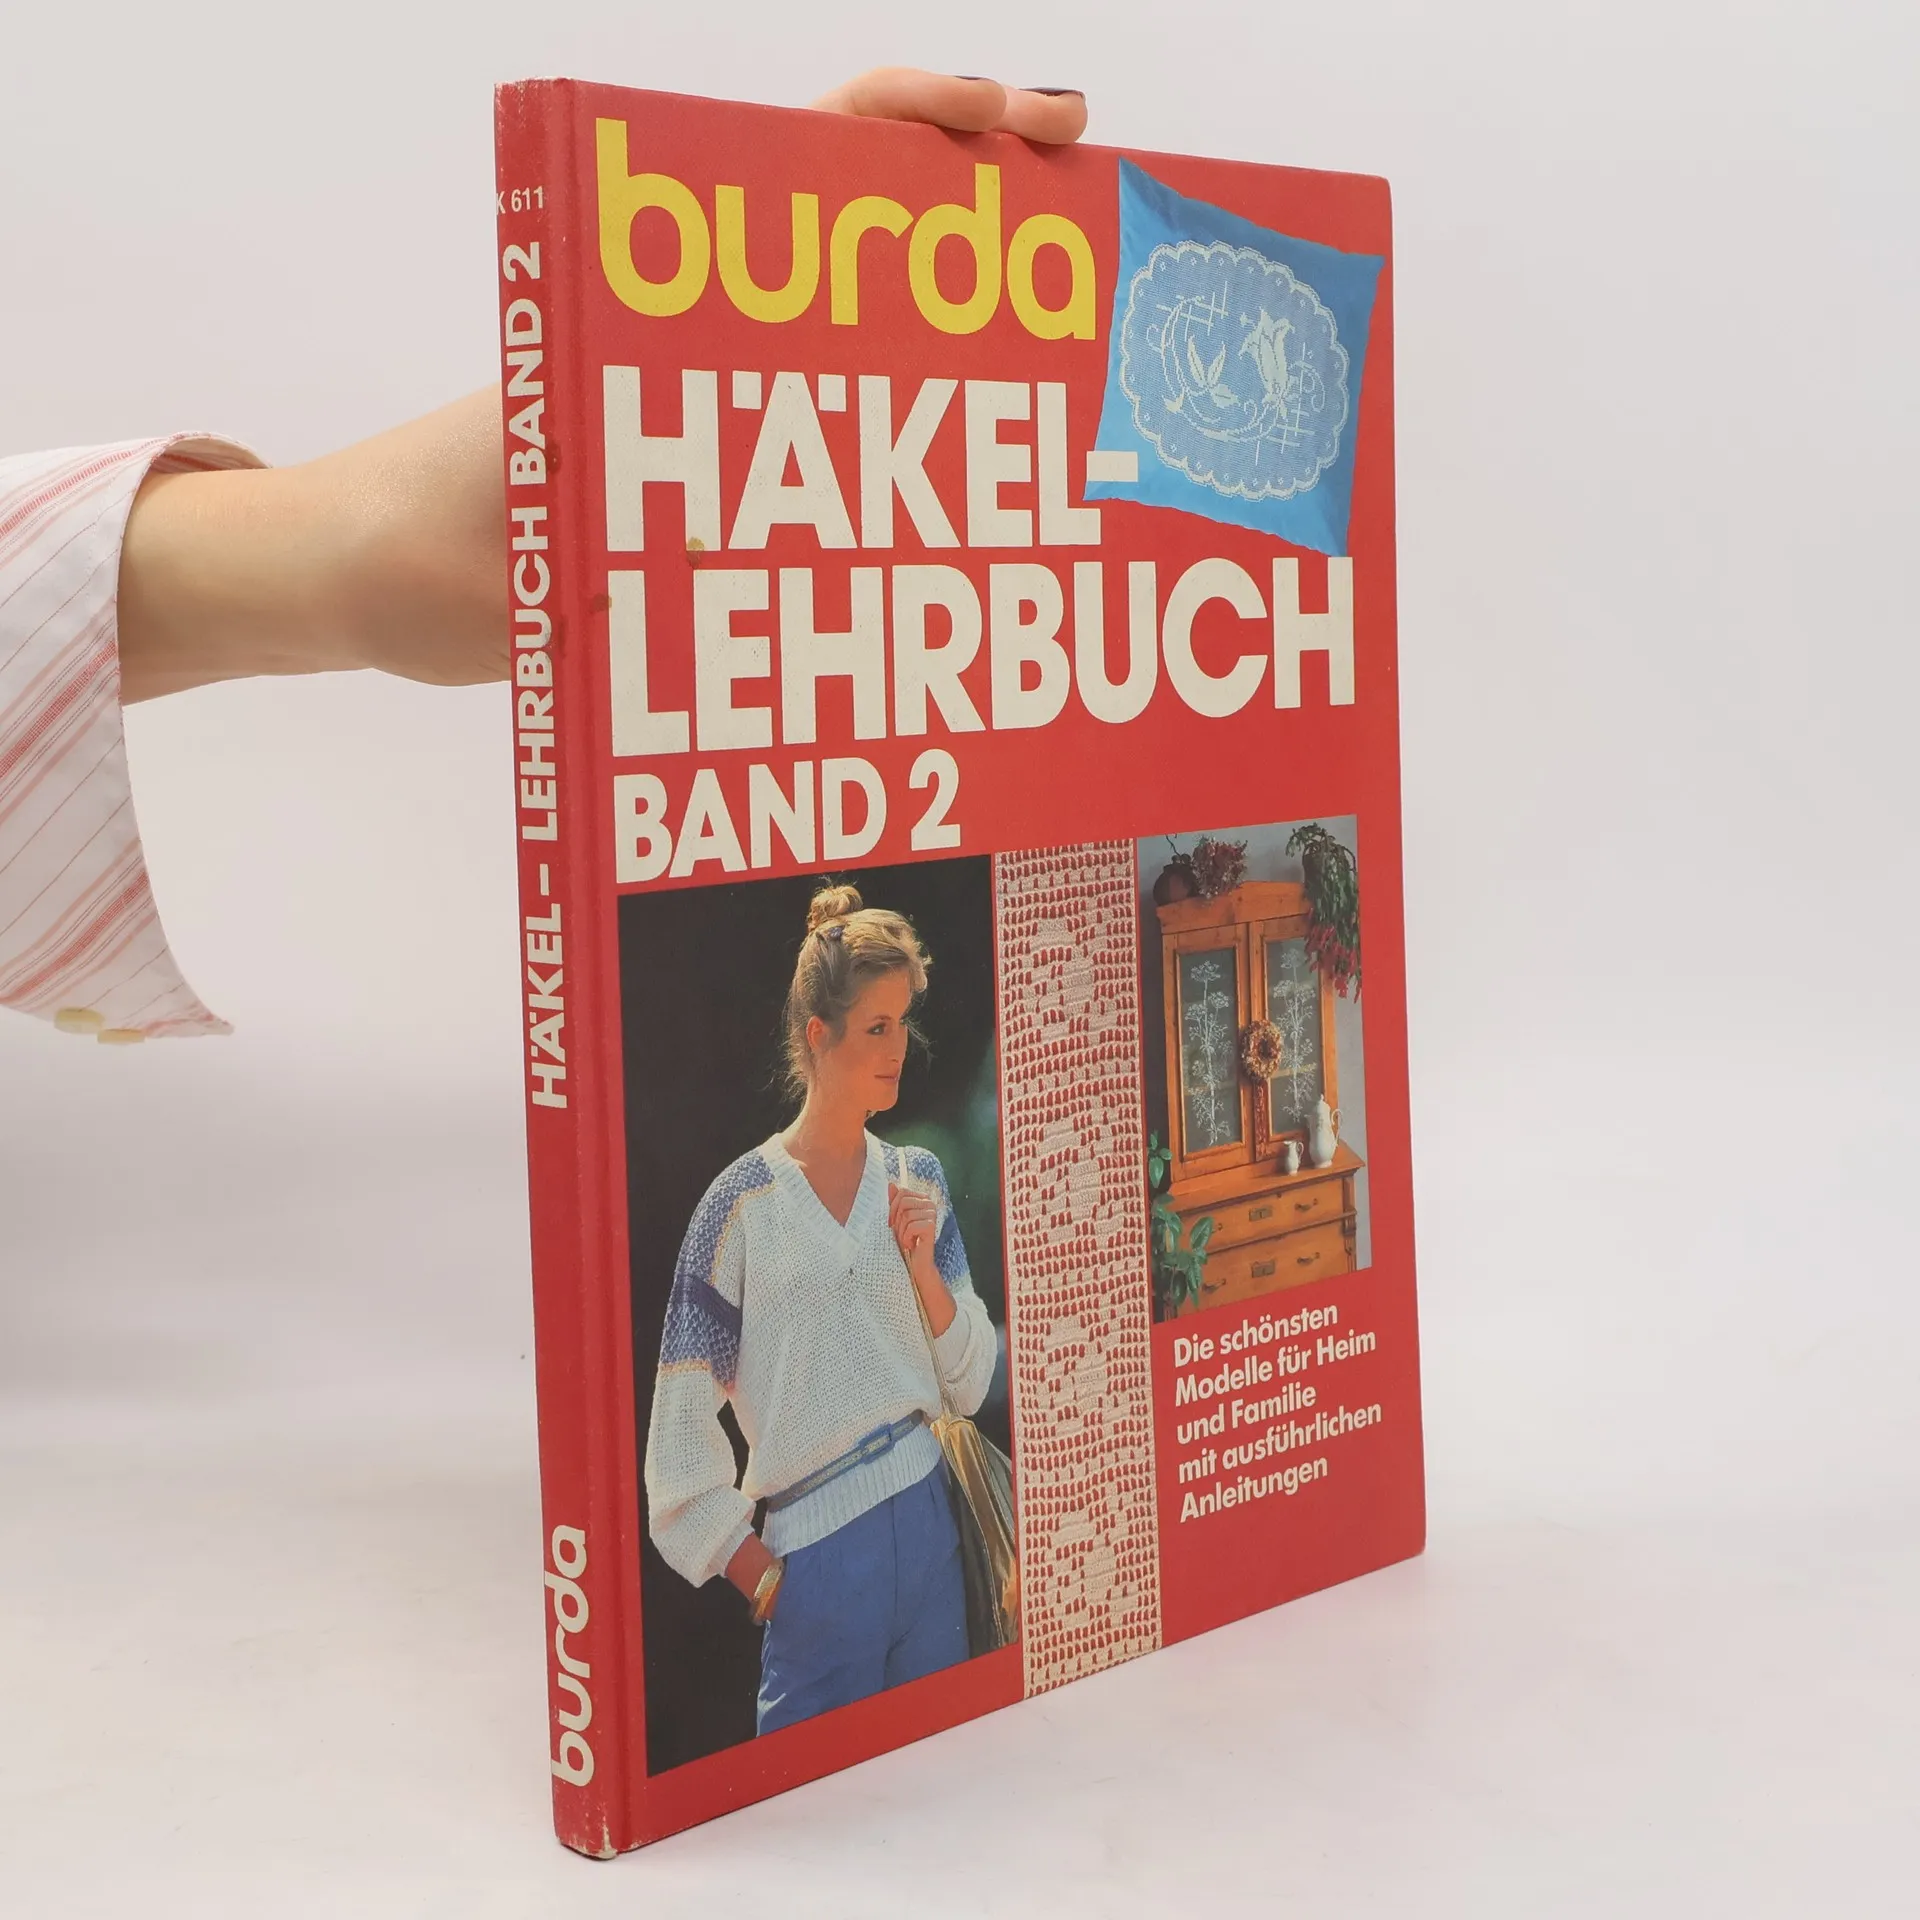 K 611
HÄKEL-LEHRBUCH BAND 2
burda
burda
HÄKEL-
LEHRBUCH
BAND 2
Die schönsten
Modelle für Heim
und Familie
mit ausführlichen
Anleitungen